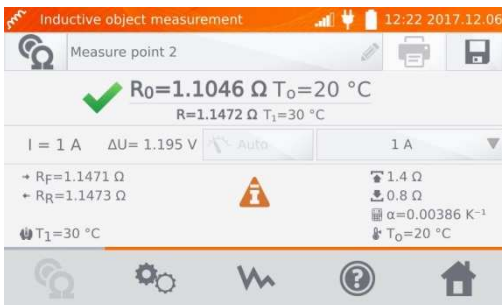 Inductive object measurement 12:22 2017.12.06
Measure point 2
R₀=1.1046 Ω T₀=20 °C
R=1.1472 Ω T₁=30 °C
I = 1 A ΔU= 1.195 V Auto 1 A
→ R_F=1.1471 Ω
← R_R=1.1473 Ω
T₁=30 °C
1.4 Ω
0.8 Ω
α=0.00386 K⁻¹
T₀=20 °C